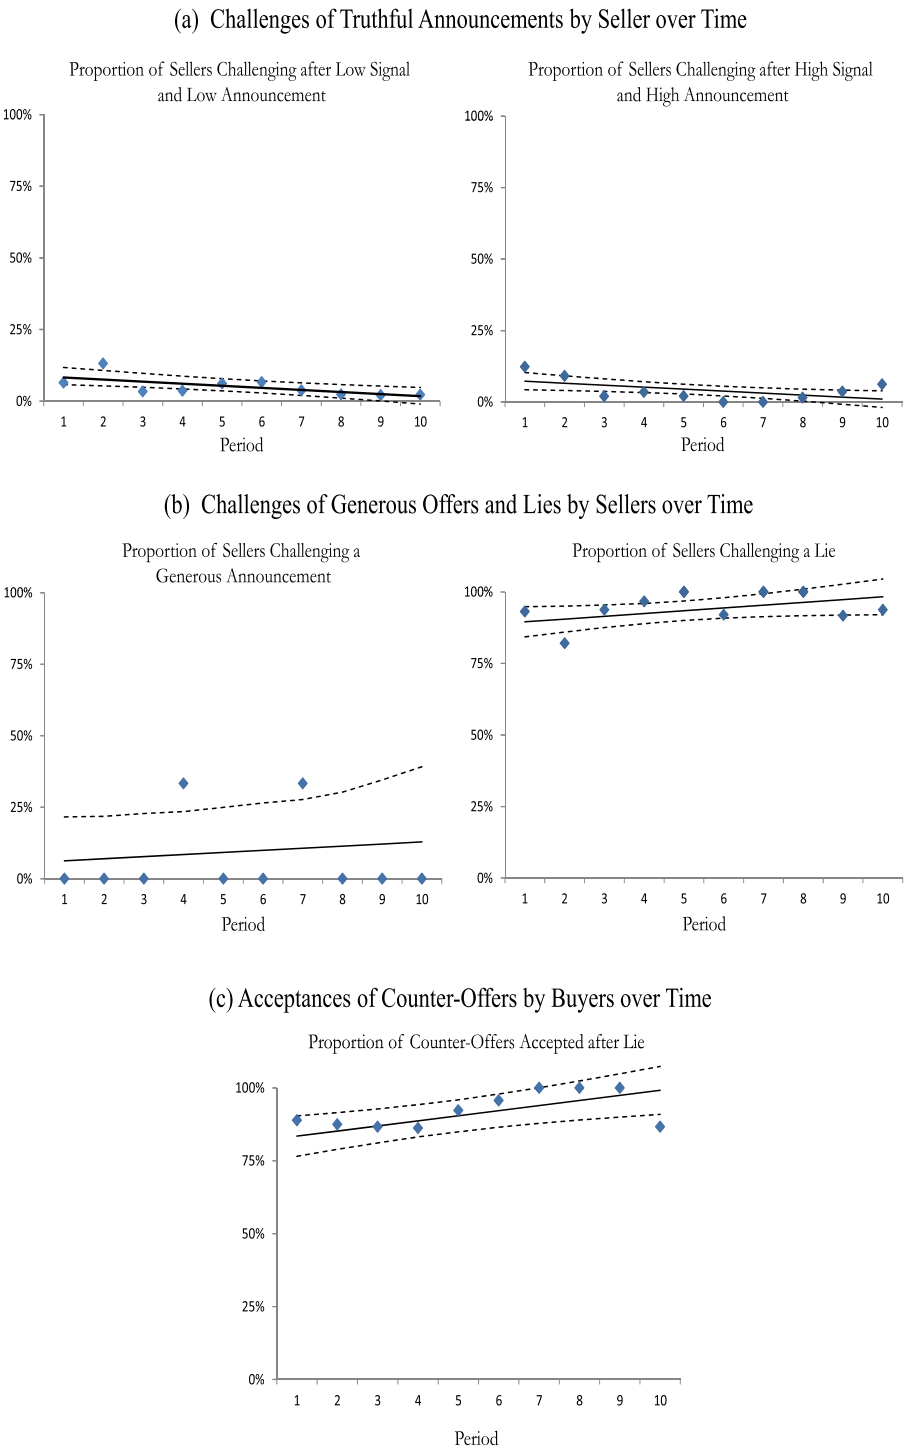 (a) Challenges of Truthful Announcements by Seller over Time
Proportion of Sellers Challenging after Low Signal
and Low Announcement
100%
75%
50%
25%
0%
1 2 3 4 5 6 7 8 9 10
Period
Proportion of Sellers Challenging after High Signal
and High Announcement
100%
75%
50%
25%
0%
1 2 3 4 5 6 7 8 9 10
Period
(b) Challenges of Generous Offers and Lies by Sellers over Time
Proportion of Sellers Challenging a
Generous Announcement
100%
75%
50%
25%
0%
1 2 3 4 5 6 7 8 9 10
Period
Proportion of Sellers Challenging a Lie
100%
75%
50%
25%
0%
1 2 3 4 5 6 7 8 9 10
Period
(c) Acceptances of Counter-Offers by Buyers over Time
Proportion of Counter-Offers Accepted after Lie
100%
75%
50%
25%
0%
1 2 3 4 5 6 7 8 9 10
Period